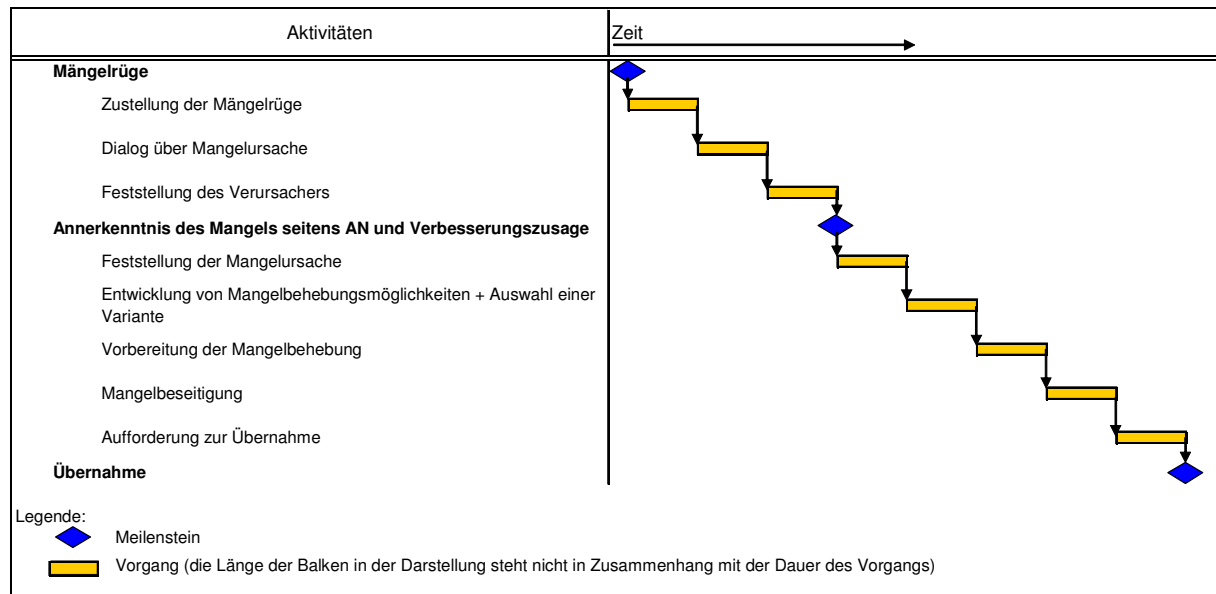 Aktivitäten
Zeit
Mängelrüge
Zustellung der Mängelrüge
Dialog über Mangelursache
Feststellung des Verursachers
Annerkenntnis des Mangels seitens AN und Verbesserungszusage
Feststellung der Mangelursache
Entwicklung von Mangelbehebungsmöglichkeiten + Auswahl einer
Variante
Vorbereitung der Mangelbehebung
Mangelbeseitigung
Aufforderung zur Übernahme
Übernahme
Legende:
Meilenstein
Vorgang (die Länge der Balken in der Darstellung steht nicht in Zusammenhang mit der Dauer des Vorgangs)